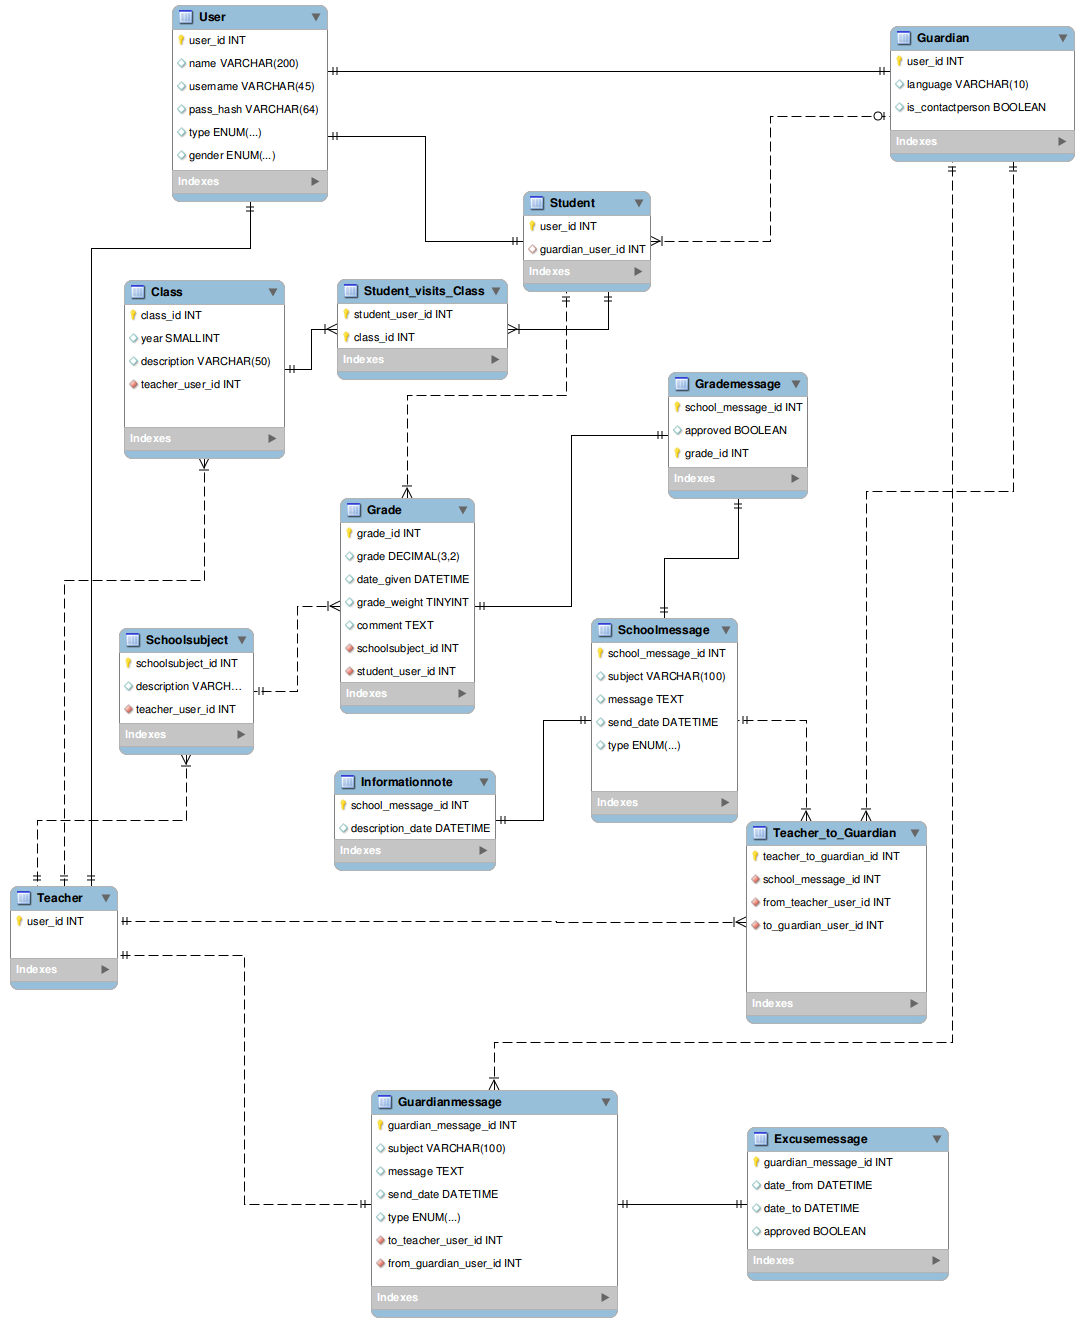 User
user_id INT
name VARCHAR(200)
username VARCHAR(45)
pass_hash VARCHAR(64)
type ENUM(...)
gender ENUM(...)
Indexes
Guardian
user_id INT
language VARCHAR(10)
is_contactperson BOOLEAN
Indexes
Student
user_id INT
guardian_user_id INT
Indexes
Class
class_id INT
year SMALLINT
description VARCHAR(50)
teacher_user_id INT
Indexes
Student_visits_Class
student_user_id INT
class_id INT
Indexes
Grademessage
school_message_id INT
approved BOOLEAN
grade_id INT
Indexes
Grade
grade_id INT
grade DECIMAL(3,2)
date_given DATETIME
grade_weight TINYINT
comment TEXT
schoolsubject_id INT
student_user_id INT
Indexes
Schoolsubject
schoolsubject_id INT
description VARCH...
teacher_user_id INT
Indexes
Schoolmessage
school_message_id INT
subject VARCHAR(100)
message TEXT
send_date DATETIME
type ENUM(...)
Indexes
Informationnote
school_message_id INT
description_date DATETIME
Indexes
Teacher_to_Guardian
teacher_to_guardian_id INT
school_message_id INT
from_teacher_user_id INT
to_guardian_user_id INT
Indexes
Teacher
user_id INT
Indexes
Guardianmessage
guardian_message_id INT
subject VARCHAR(100)
message TEXT
send_date DATETIME
type ENUM(...)
to_teacher_user_id INT
from_guardian_user_id INT
Indexes
Excusemessage
guardian_message_id INT
date_from DATETIME
date_to DATETIME
approved BOOLEAN
Indexes